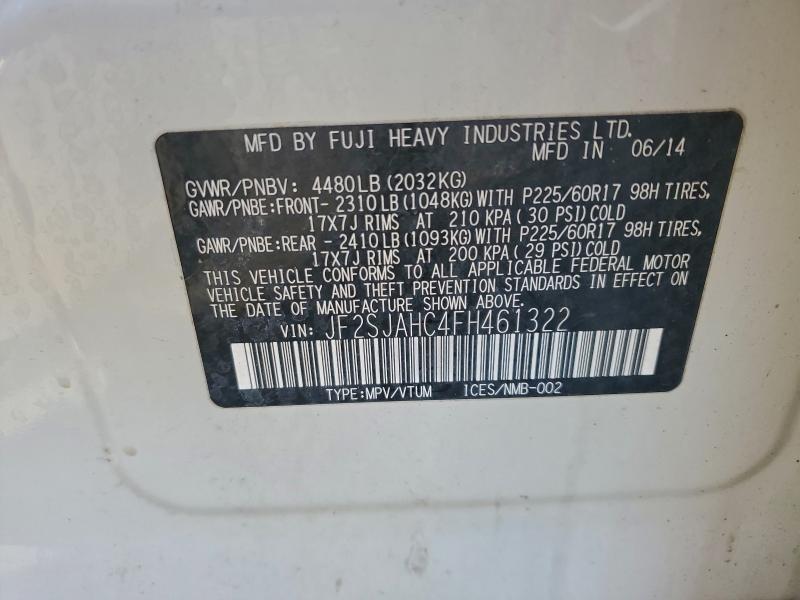 MFD BY FUJI HEAVY INDUSTRIES LTD.
MFD IN 06/14
GVWR/PNBV: 4480LB (2032KG)
GAWR/PNBE:FRONT- 2310LB (1048KG) WITH P225/60R17 98H TIRES,
17X7J RIMS AT 210 KPA ( 30 PSI) COLD
GAWR/PNBE:REAR - 2410LB (1093KG) WITH P225/60R17 98H TIRES,
17X7J RIMS AT 200 KPA ( 29 PSI) COLD
THIS VEHICLE CONFORMS TO ALL APPLICABLE FEDERAL MOTOR
VEHICLE SAFETY AND THEFT PREVENTION STANDARDS IN EFFECT ON
THE DATE OF MANUFACTURE SHOWN ABOVE.
VIN: JF2SJAHC4FH461322
TYPE:MPV/VTUM ICES/NMB-002